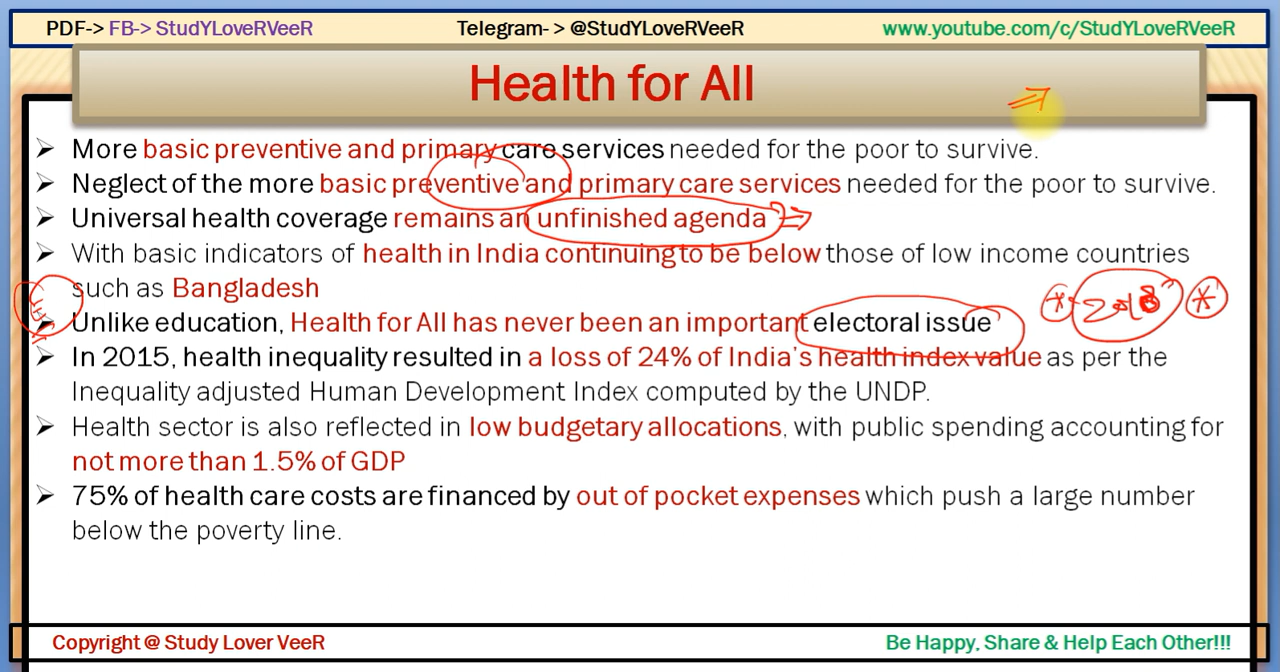 PDF-> FB-> StudYLoveRVeeR Telegram- > @StudYLoveRVeeR www.youtube.com/c/StudYLoveRVeeR
Health for All
➢ More basic preventive and primary care services needed for the poor to survive.
➢ Neglect of the more basic preventive and primary care services needed for the poor to survive.
➢ Universal health coverage remains an unfinished agenda
➢ With basic indicators of health in India continuing to be below those of low income countries
such as Bangladesh
➢ Unlike education, Health for All has never been an important electoral issue
➢ In 2015, health inequality resulted in a loss of 24% of India's health index value as per the
Inequality adjusted Human Development Index computed by the UNDP.
➢ Health sector is also reflected in low budgetary allocations, with public spending accounting for
not more than 1.5% of GDP
➢ 75% of health care costs are financed by out of pocket expenses which push a large number
below the poverty line.
Copyright @ Study Lover VeeR Be Happy, Share & Help Each Other!!!